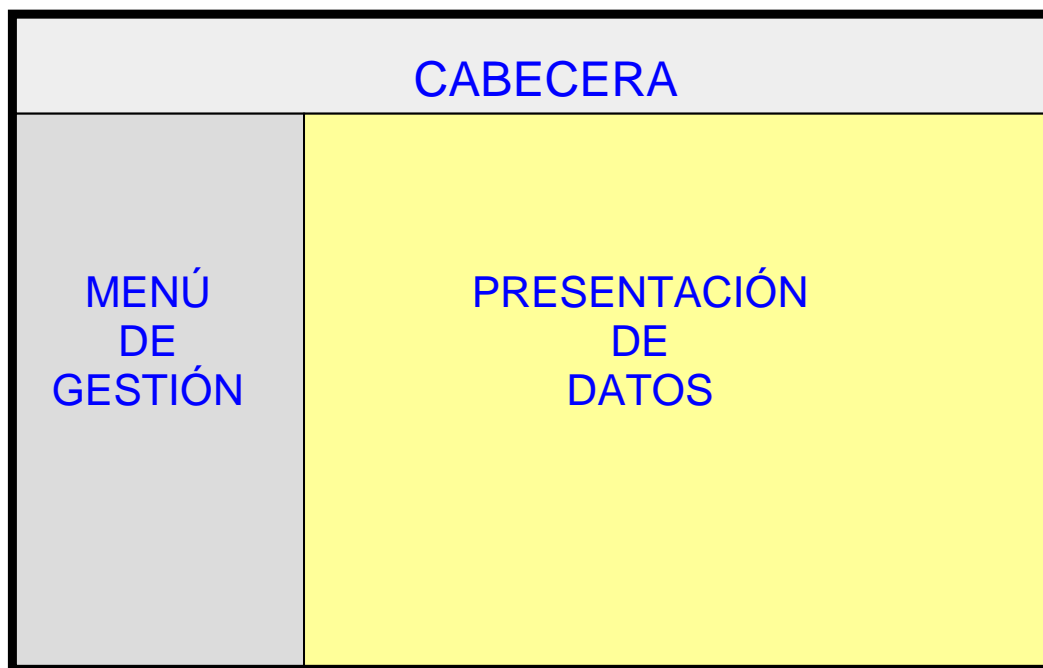 CABECERA
MENÚ
DE
GESTIÓN
PRESENTACIÓN
DE
DATOS